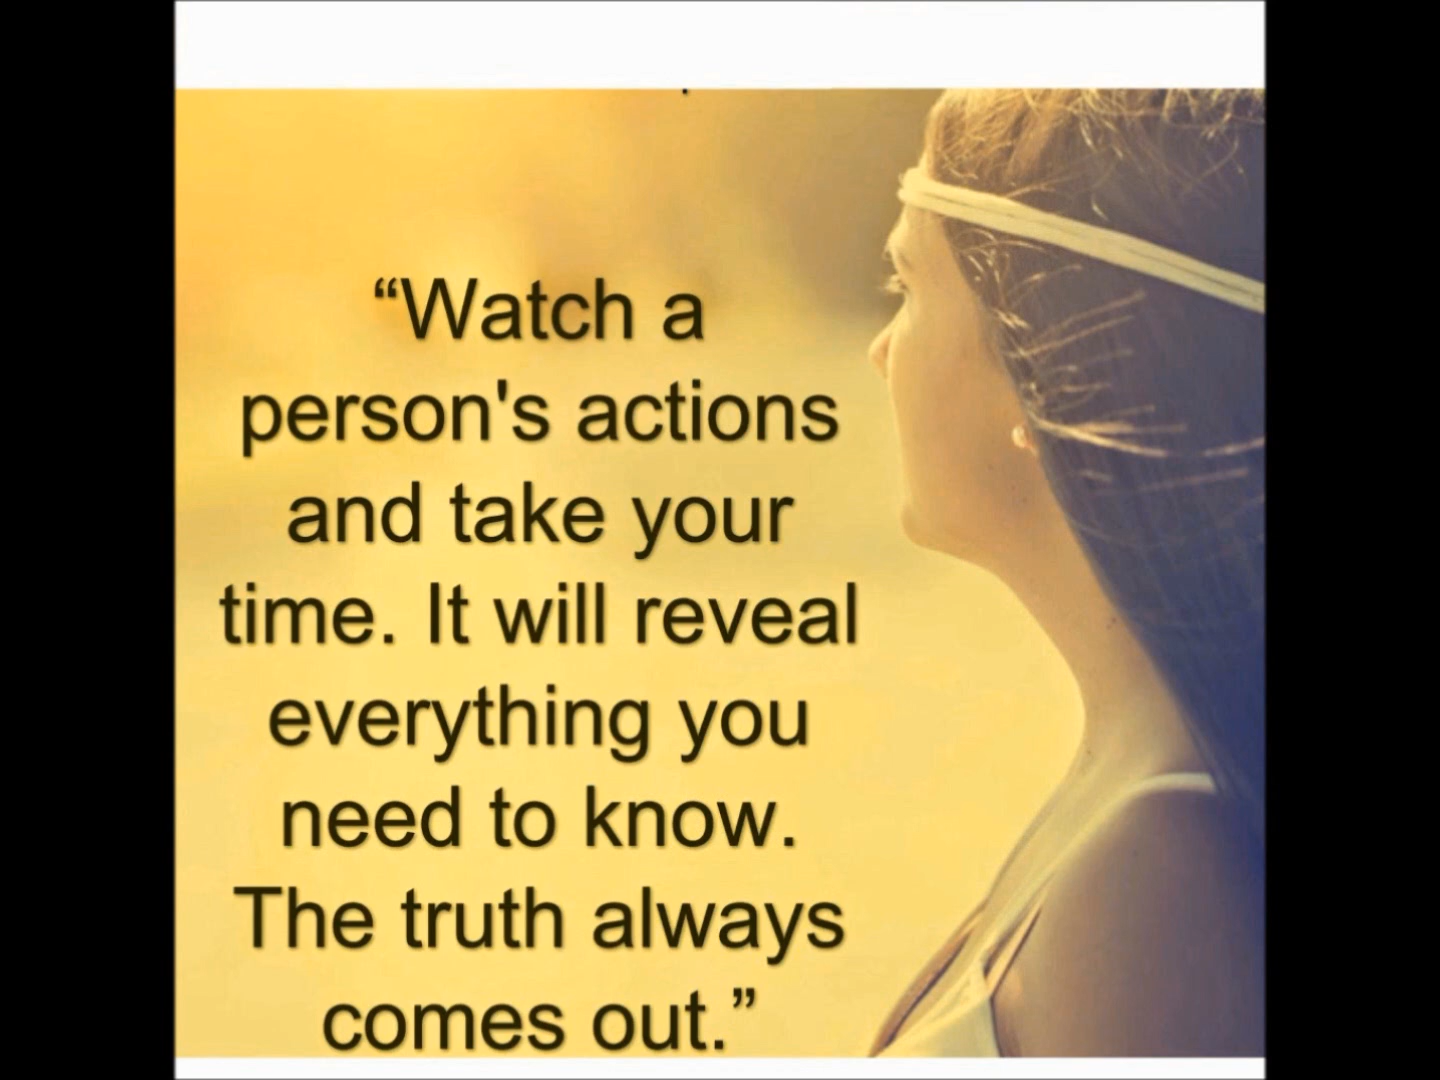 “Watch a
person's actions
and take your
time. It will reveal
everything you
need to know.
The truth always
comes out.”